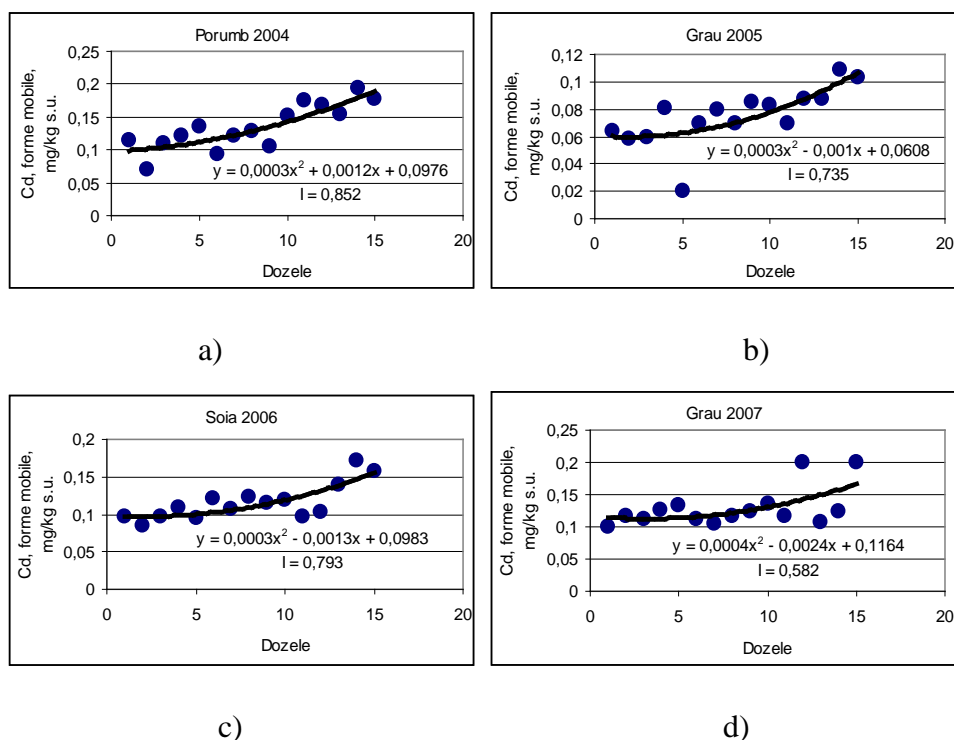 Porumb 2004
Cd, forme mobile,
mg/kg s.u.
0,25
0,2
0,15
0,1
0,05
0
y = 0,0003x² + 0,0012x + 0,0976
I = 0,852
0 5 10 15 20
Dozele
a)
Grau 2005
Cd, forme mobile,
mg/kg s.u.
0,12
0,1
0,08
0,06
0,04
0,02
0
y = 0,0003x² - 0,001x + 0,0608
I = 0,735
0 5 10 15 20
Dozele
b)
Soia 2006
Cd, forme mobile,
mg/kg s.u.
0,2
0,15
0,1
0,05
0
y = 0,0003x² - 0,0013x + 0,0983
I = 0,793
0 5 10 15 20
Dozele
c)
Grau 2007
Cd, forme mobile,
mg/kg s.u.
0,25
0,2
0,15
0,1
0,05
0
y = 0,0004x² - 0,0024x + 0,1164
I = 0,582
0 5 10 15 20
Dozele
d)